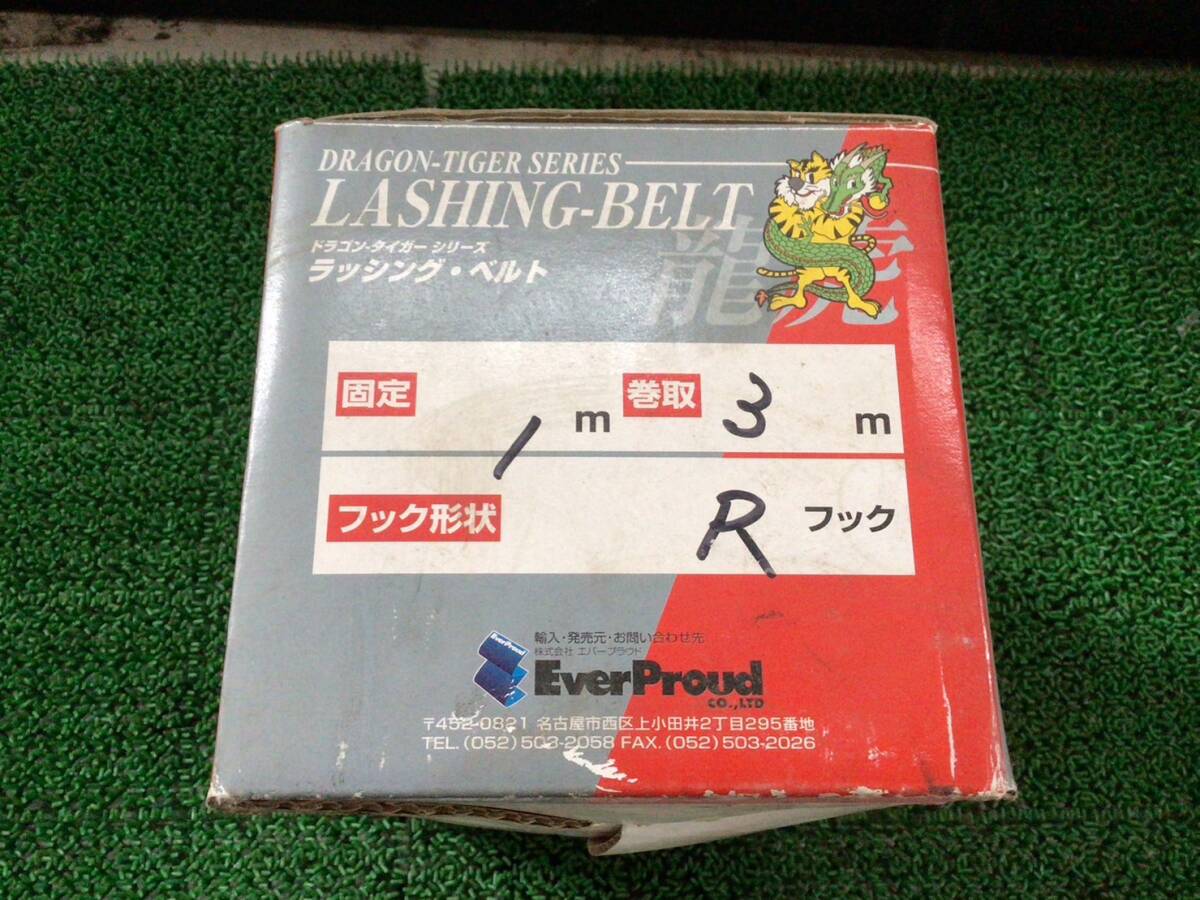 DRAGON-TIGER SERIES
LASHING-BELT
ドラゴン-タイガー シリーズ
ラッシング・ベルト
龍虎
固定 1 m 巻取 3 m
フック形状 R フック
輸入・発売元・お問い合わせ先
株式会社 エバープラウド
EverProud
EverProud
CO.,LTD
〒452-0821 名古屋市西区上小田井2丁目295番地
TEL.(052)503-2058 FAX.(052)503-2026